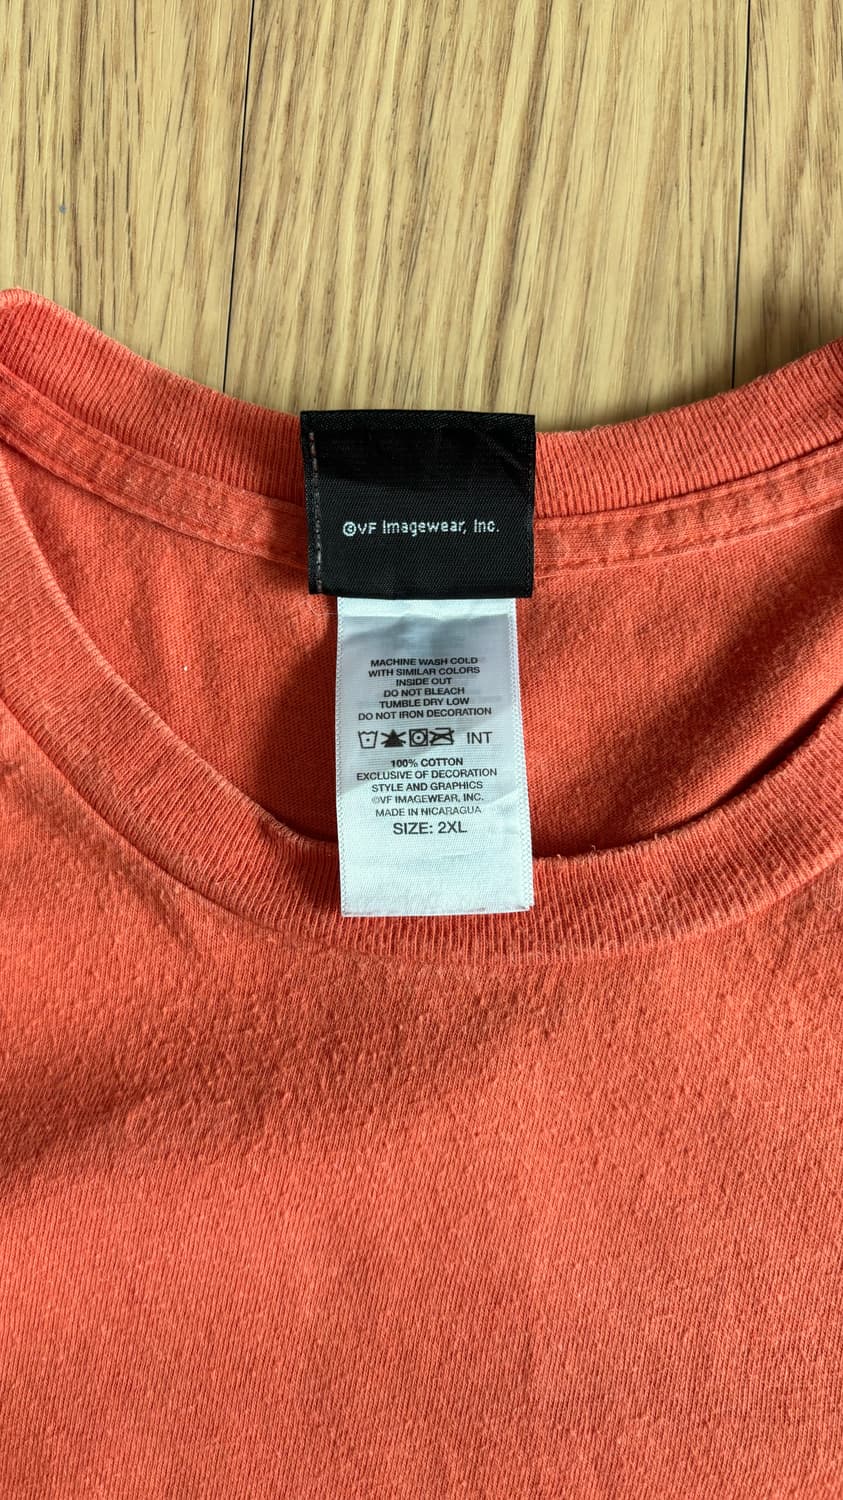 ©VF Imagewear, Inc.
MACHINE WASH COLD
WITH SIMILAR COLORS
INSIDE OUT
DO NOT BLEACH
TUMBLE DRY LOW
DO NOT IRON DECORATION
INT
100% COTTON
EXCLUSIVE OF DECORATION
STYLE AND GRAPHICS
©VF IMAGEWEAR, INC.
MADE IN NICARAGUA
SIZE: 2XL